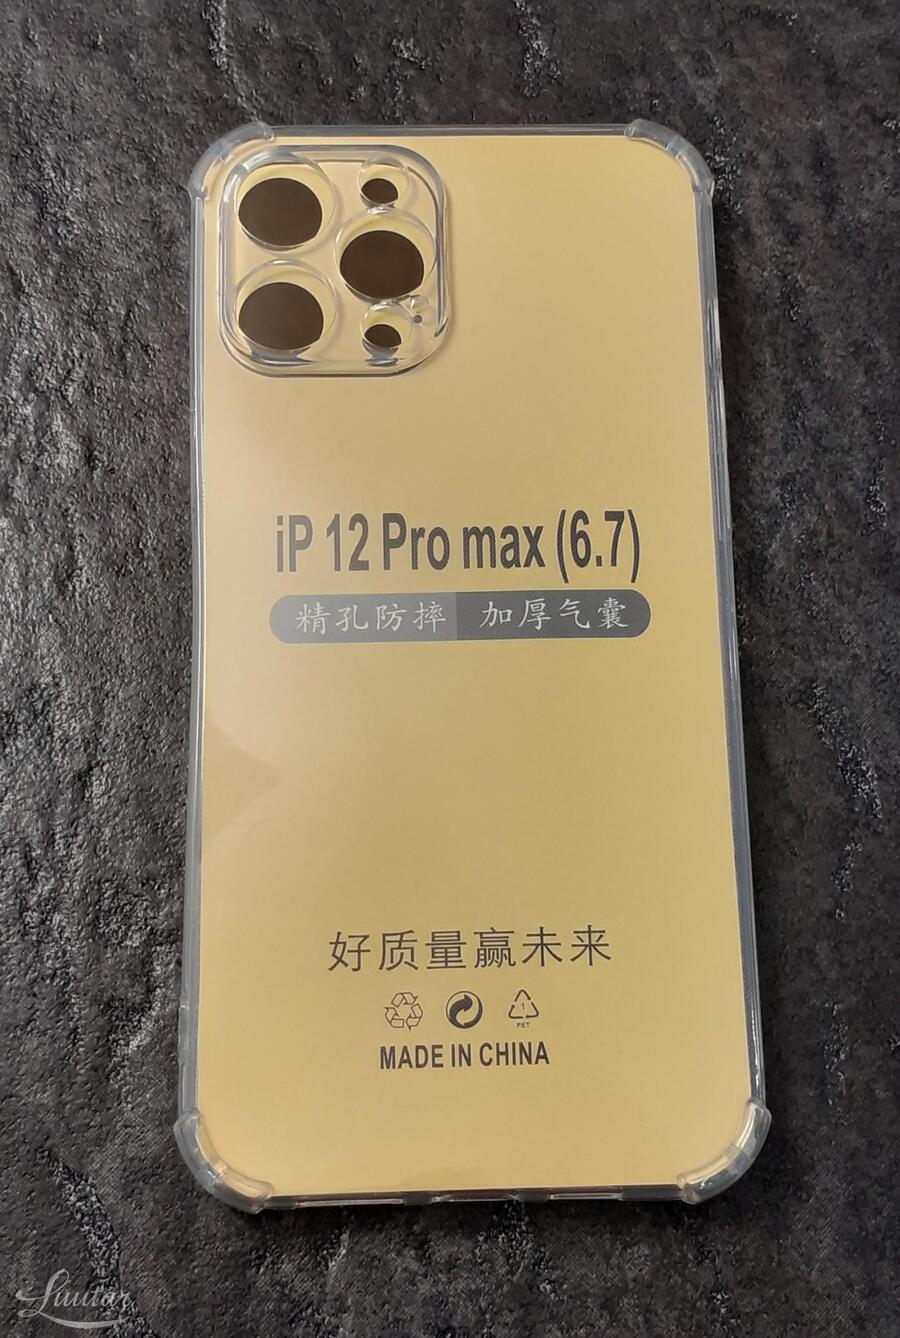 iP 12 Pro max (6.7)
精孔防摔 加厚气囊
好质量赢未来
1
PET
MADE IN CHINA
Luutar